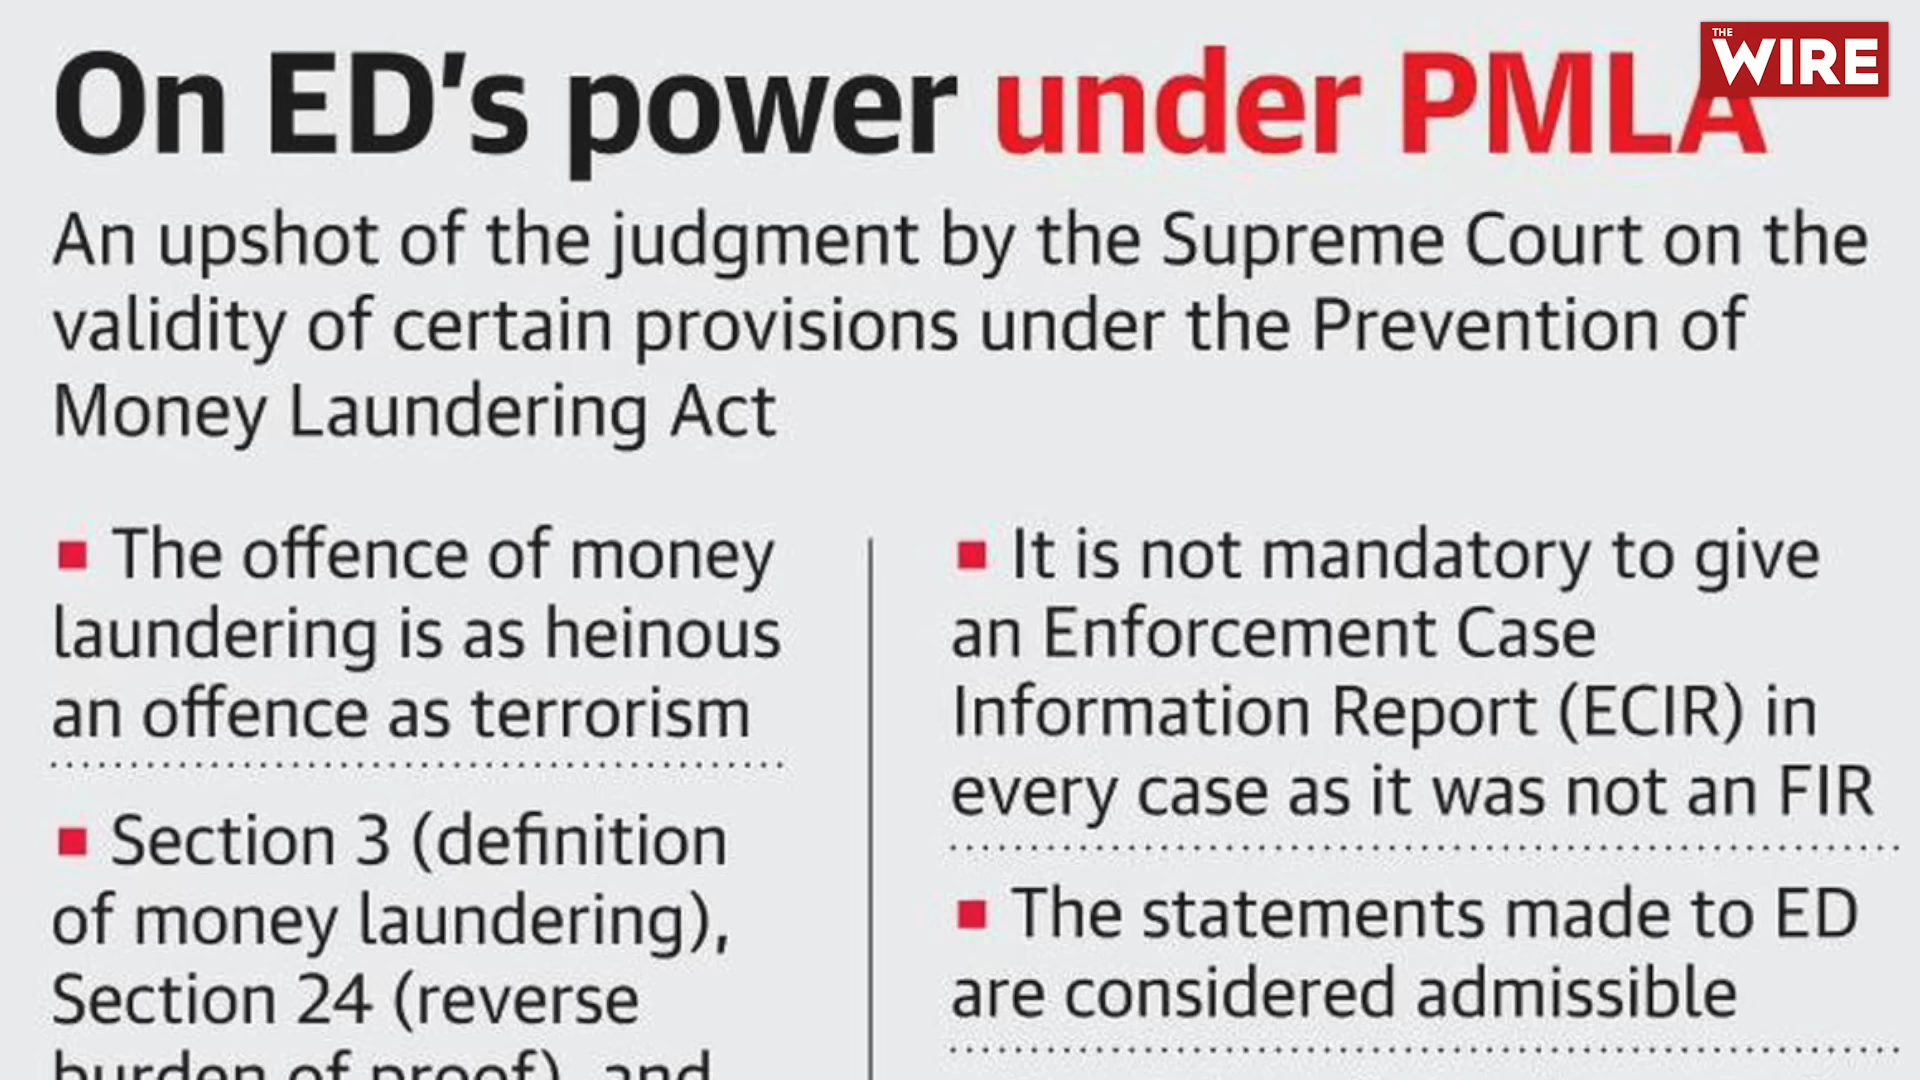 On ED's power under PMLA
THE
WIRE
An upshot of the judgment by the Supreme Court on the
validity of certain provisions under the Prevention of
Money Laundering Act
■ The offence of money
laundering is as heinous
an offence as terrorism
■ Section 3 (definition
of money laundering),
Section 24 (reverse
burden of proof), and
■ It is not mandatory to give
an Enforcement Case
Information Report (ECIR) in
every case as it was not an FIR
■ The statements made to ED
are considered admissible